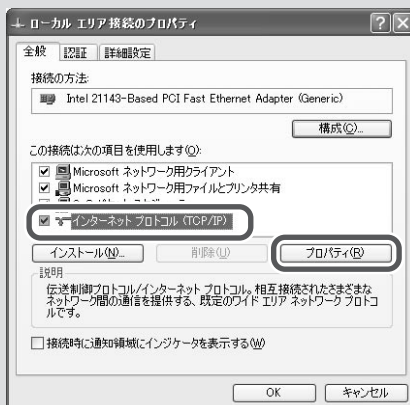 ローカル エリア接続のプロパティ
全般 認証 詳細設定
接続の方法:
Intel 21143-Based PCI Fast Ethernet Adapter (Generic)
構成(C)...
この接続は次の項目を使用します(O):
Microsoft ネットワーク用クライアント
Microsoft ネットワーク用ファイルとプリンタ共有
インターネット プロトコル (TCP/IP)
インストール(N)... 削除(U) プロパティ(R)
説明
伝送制御プロトコル/インターネット プロトコル。相互接続されたさまざまな
ネットワーク間の通信を提供する、既定のワイド エリア ネットワーク プロトコ
ルです。
接続時に通知領域にインジケータを表示する(W)
OK キャンセル